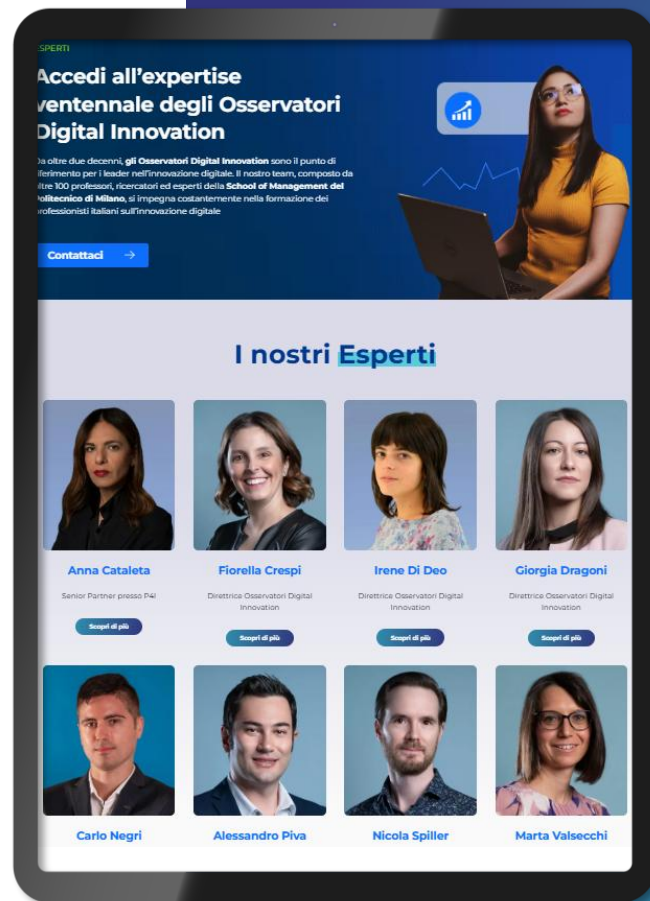 ESPERTI
Accedi all'expertise
ventennale degli Osservatori
Digital Innovation
Da oltre due decenni, gli Osservatori Digital Innovation sono il punto di
riferimento per i leader nell'innovazione digitale. Il nostro team, composto da
oltre 100 professori, ricercatori ed esperti della School of Management del
Politecnico di Milano, si impegna costantemente nella formazione dei
professionisti italiani sull'innovazione digitale
Contattaci →
I nostri Esperti
Anna Cataleta
Fiorella Crespi
Irene Di Deo
Giorgia Dragoni
Senior Partner presso P4I
Direttrice Osservatori Digital
Innovation
Direttrice Osservatori Digital
Innovation
Direttrice Osservatori Digital
Innovation
Scopri di più
Scopri di più
Scopri di più
Scopri di più
Carlo Negri
Alessandro Piva
Nicola Spiller
Marta Valsecchi